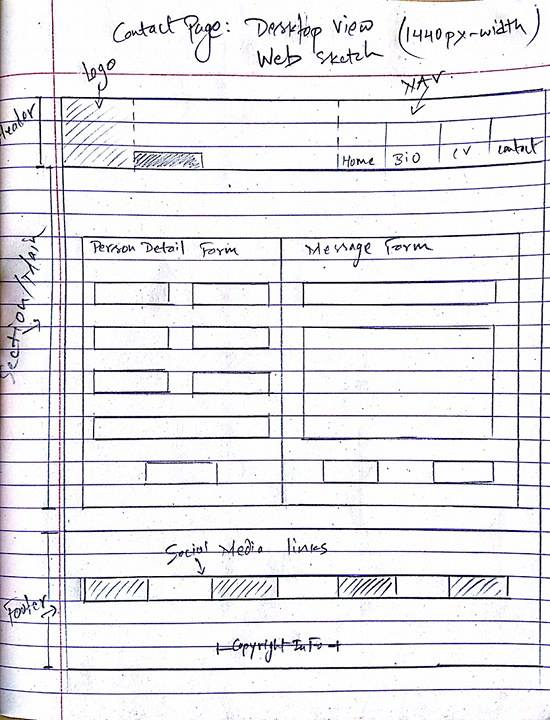 Contact Page: Desktop View (1440px-width)
Web sketch
Logo
NAV.
Header
Home BIO CV Contact
Section/Main
Person Detail Form
Message Form
Social Media links
Footer
Copyright Info